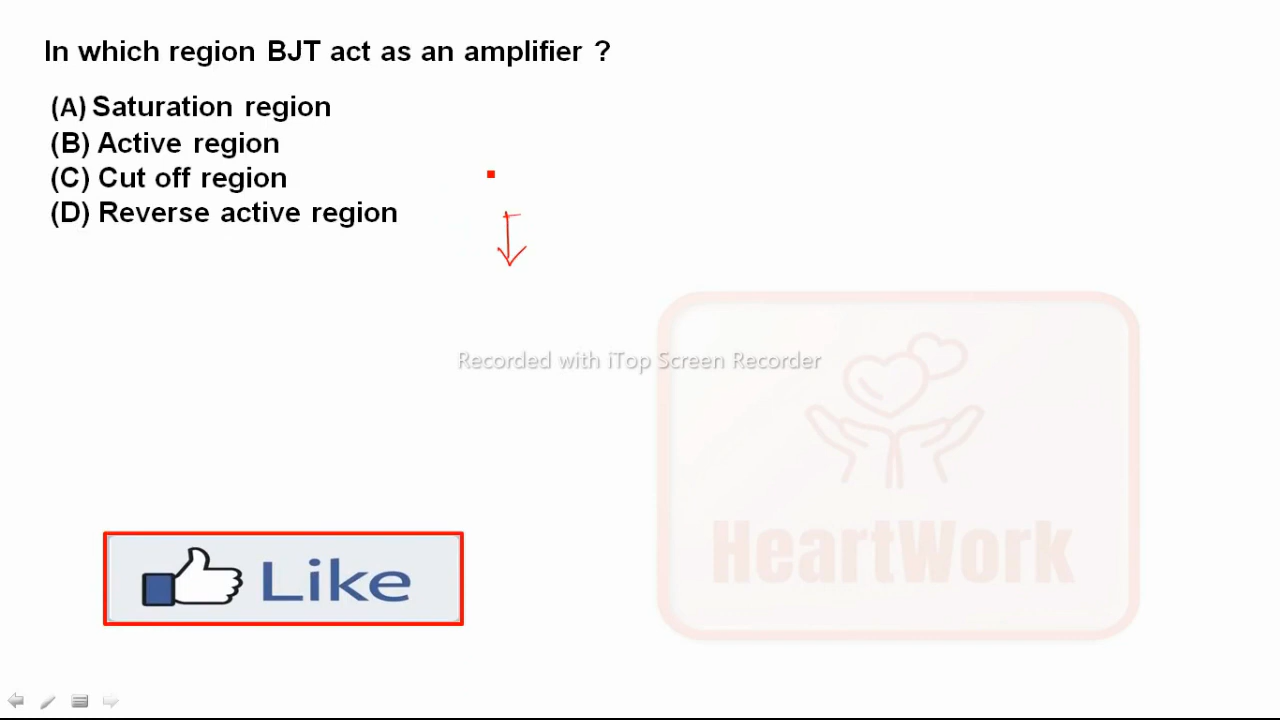 In which region BJT act as an amplifier ?
(A) Saturation region
(B) Active region
(C) Cut off region
(D) Reverse active region
Recorded with iTop Screen Recorder
HeartWork
Like